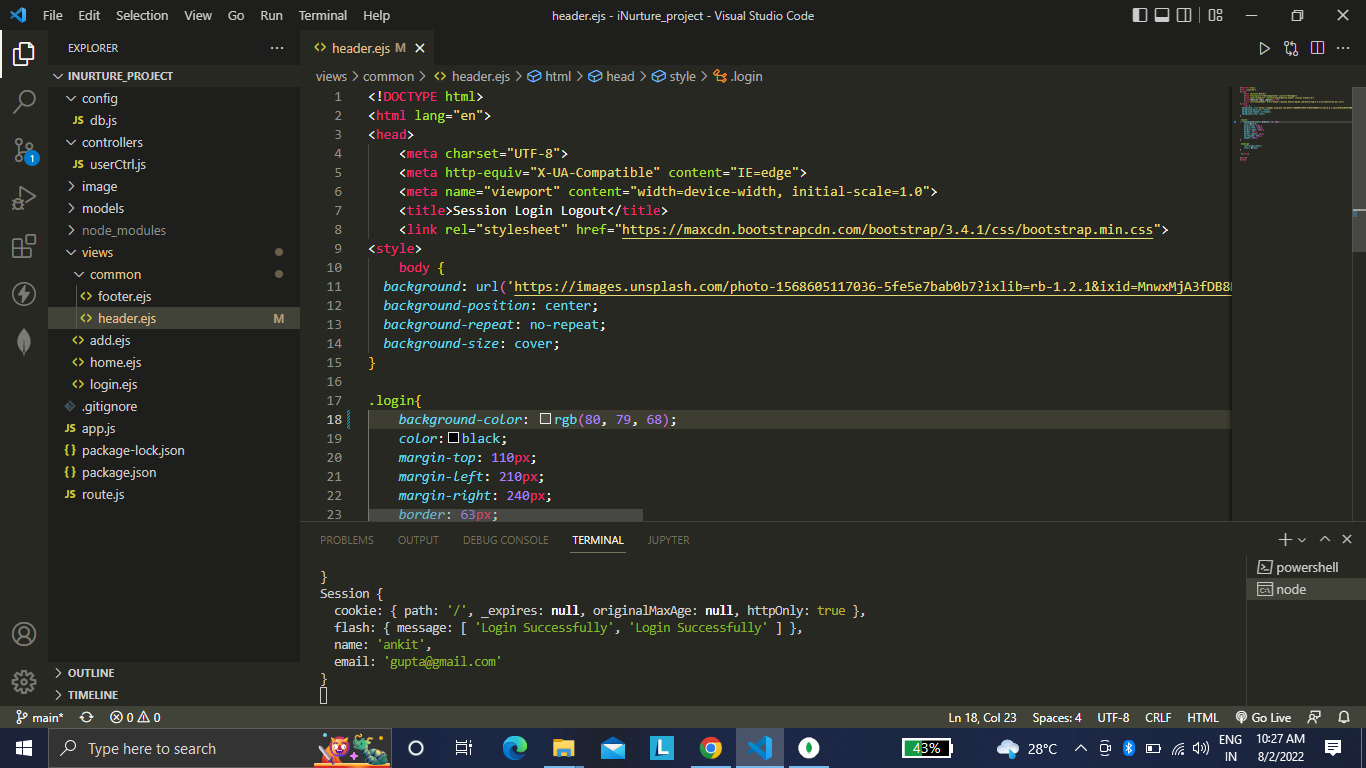 File Edit Selection View Go Run Terminal Help header.ejs - iNurture_project - Visual Studio Code
EXPLORER
INURTURE_PROJECT
config
JS db.js
controllers
JS userCtrl.js
image
models
node_modules
views
common
<> footer.ejs
<> header.ejs M
<> add.ejs
<> home.ejs
<> login.ejs
.gitignore
JS app.js
{} package-lock.json
{} package.json
JS route.js
OUTLINE
TIMELINE
1
<> header.ejs M
views > common > <> header.ejs > html > head > style > .login
1 <!DOCTYPE html>
2 <html lang="en">
3 <head>
4 <meta charset="UTF-8">
5 <meta http-equiv="X-UA-Compatible" content="IE=edge">
6 <meta name="viewport" content="width=device-width, initial-scale=1.0">
7 <title>Session Login Logout</title>
8 <link rel="stylesheet" href="https://maxcdn.bootstrapcdn.com/bootstrap/3.4.1/css/bootstrap.min.css">
9 <style>
10 body {
11 background: url('https://images.unsplash.com/photo-1568605117036-5fe5e7bab0b7?ixlib=rb-1.2.1&ixid=MnwxMjA3fDB8
12 background-position: center;
13 background-repeat: no-repeat;
14 background-size: cover;
15 }
16
17 .login{
18 background-color: rgb(80, 79, 68);
19 color: black;
20 margin-top: 110px;
21 margin-left: 210px;
22 margin-right: 240px;
23 border: 63px;
PROBLEMS OUTPUT DEBUG CONSOLE TERMINAL JUPYTER
}
Session {
cookie: { path: '/', _expires: null, originalMaxAge: null, httpOnly: true },
flash: { message: [ 'Login Successfully', 'Login Successfully' ] },
name: 'ankit',
email: 'gupta@gmail.com'
}
powershell
node
main* 0 0 Ln 18, Col 23 Spaces: 4 UTF-8 CRLF HTML Go Live
Type here to search L 43% 28°C ENG IN 10:27 AM 8/2/2022